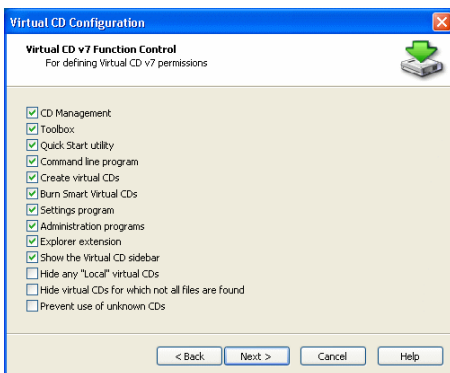 Virtual CD Configuration
Virtual CD v7 Function Control
For defining Virtual CD v7 permissions
CD Management
Toolbox
Quick Start utility
Command line program
Create virtual CDs
Burn Smart Virtual CDs
Settings program
Administration programs
Explorer extension
Show the Virtual CD sidebar
Hide any "Local" virtual CDs
Hide virtual CDs for which not all files are found
Prevent use of unknown CDs
< Back Next > Cancel Help